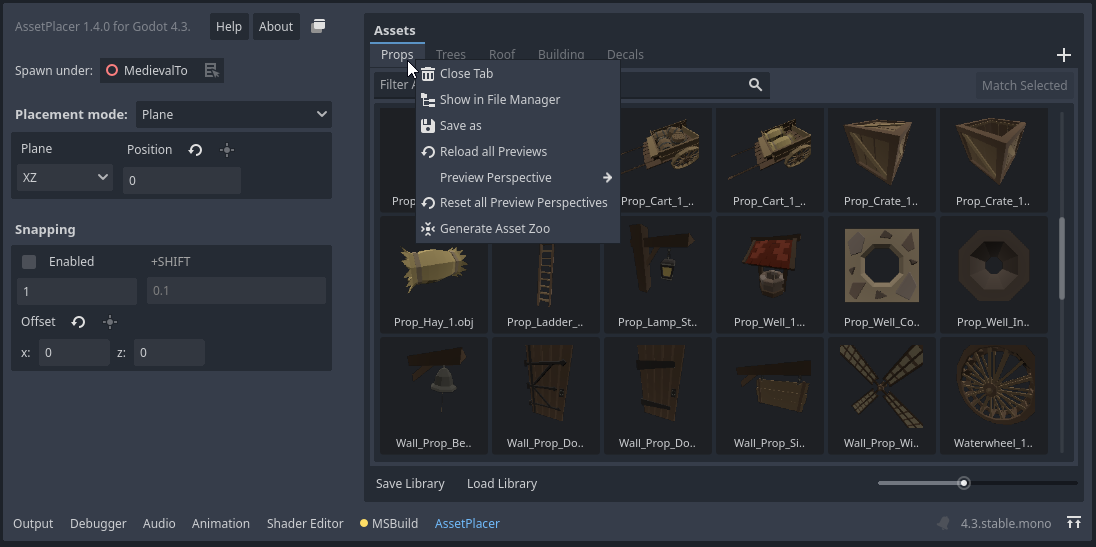 AssetPlacer 1.4.0 for Godot 4.3.
Help
About
Spawn under:
MedievalTo
Placement mode:
Plane
Plane
Position
XZ
0
Snapping
Enabled
+SHIFT
1
0.1
Offset
x: 0
z: 0
Assets
Props
Trees
Roof
Building
Decals
Filter
Match Selected
Close Tab
Show in File Manager
Save as
Reload all Previews
Preview Perspective
Reset all Preview Perspectives
Generate Asset Zoo
Prop_Cart_1_..
Prop_Cart_1_..
Prop_Crate_1..
Prop_Crate_1..
Prop_Hay_1.obj
Prop_Ladder_..
Prop_Lamp_St..
Prop_Well_1...
Prop_Well_Co..
Prop_Well_In..
Wall_Prop_Be..
Wall_Prop_Do..
Wall_Prop_Do..
Wall_Prop_Si..
Wall_Prop_Wi..
Waterwheel_1..
Save Library
Load Library
Output
Debugger
Audio
Animation
Shader Editor
MSBuild
AssetPlacer
4.3.stable.mono